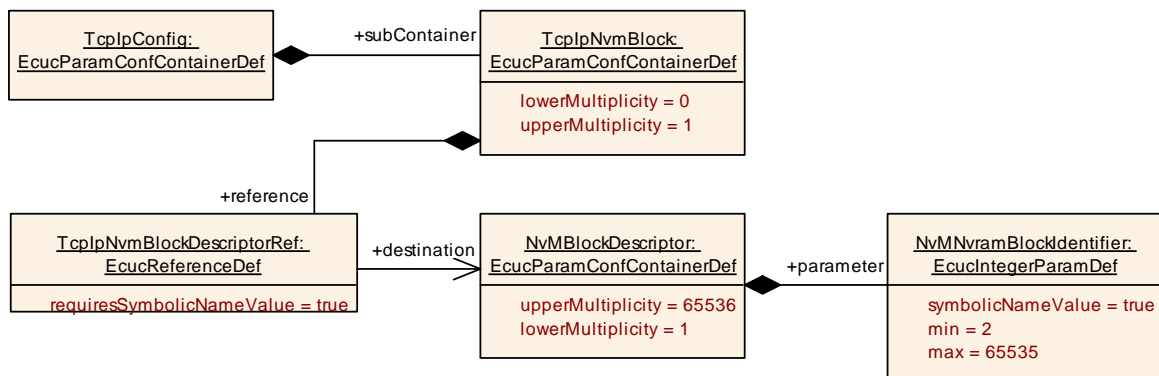 TcpIpConfig:
EcucParamConfContainerDef
+subContainer
TcpIpNvmBlock:
EcucParamConfContainerDef
lowerMultiplicity = 0
upperMultiplicity = 1
+reference
TcpIpNvmBlockDescriptorRef:
EcucReferenceDef
requiresSymbolicNameValue = true
+destination
NvMBlockDescriptor:
EcucParamConfContainerDef
upperMultiplicity = 65536
lowerMultiplicity = 1
+parameter
NvMNvramBlockIdentifier:
EcucIntegerParamDef
symbolicNameValue = true
min = 2
max = 65535